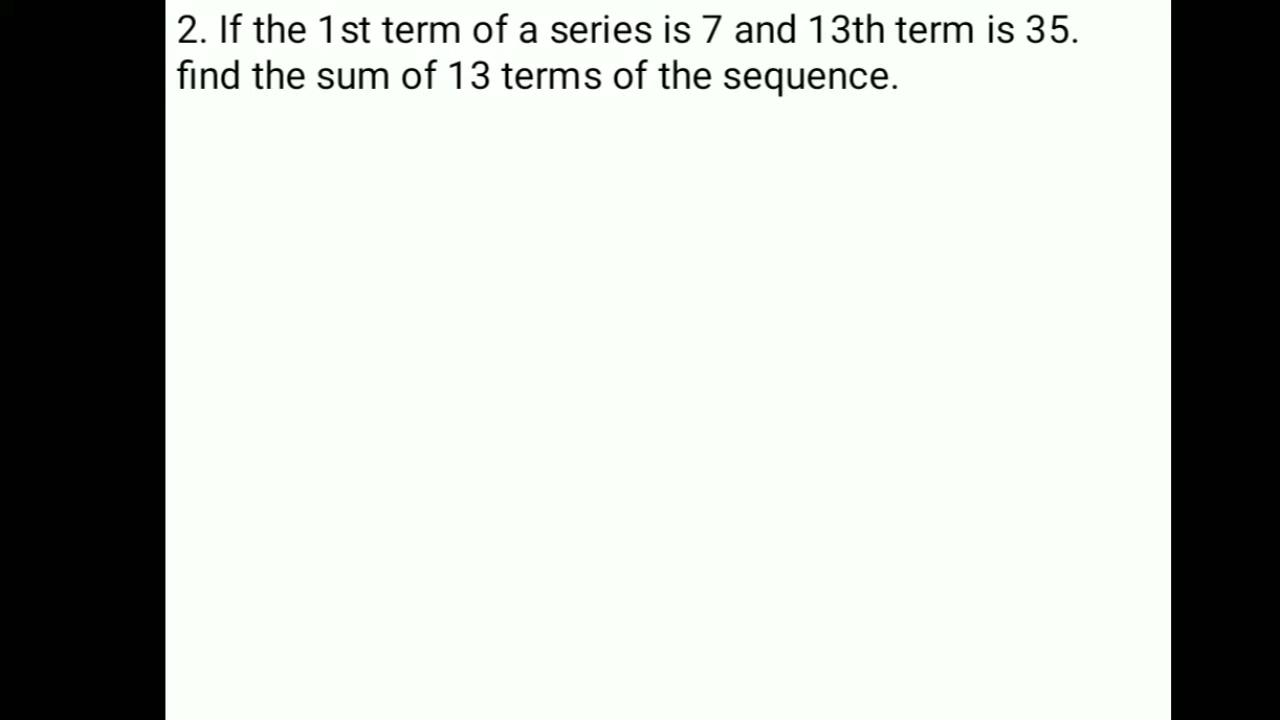 2. If the 1st term of a series is 7 and 13th term is 35.
find the sum of 13 terms of the sequence.